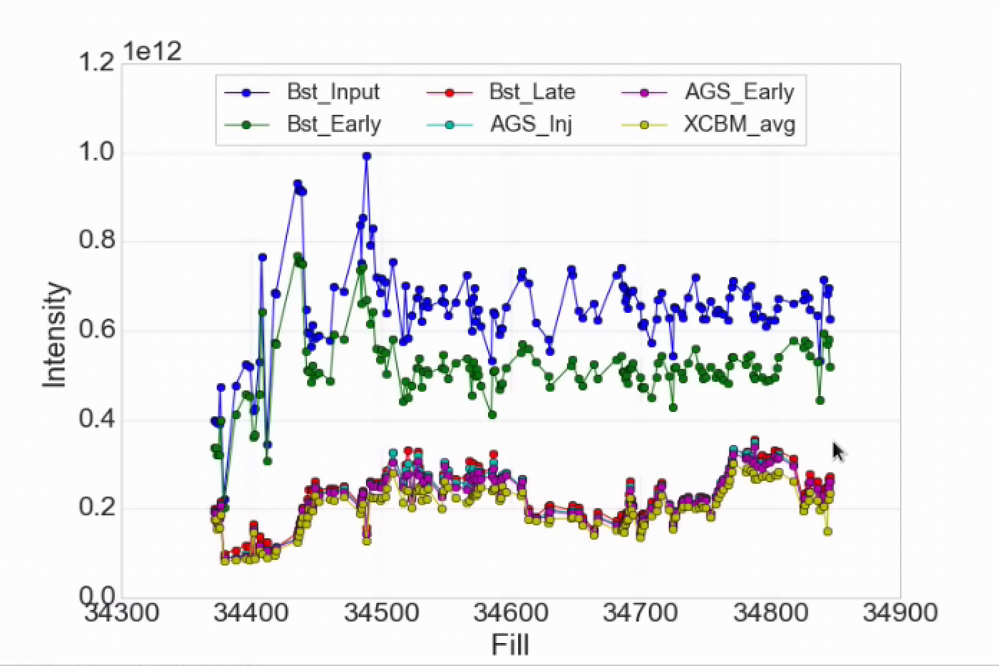 1e12
Bst_Input Bst_Late AGS_Early
Bst_Early AGS_Inj XCBM_avg
1.2
1.0
0.8
0.6
0.4
0.2
0.0
Intensity
34300 34400 34500 34600 34700 34800 34900
Fill